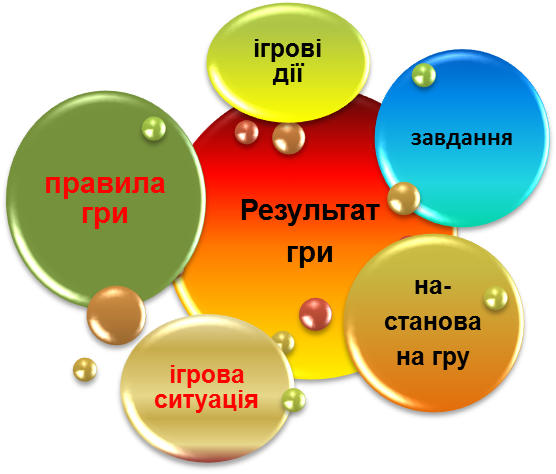 ігрові
дії
завдання
правила
гри
Результат
гри
на-
станова
на гру
ігрова
ситуація